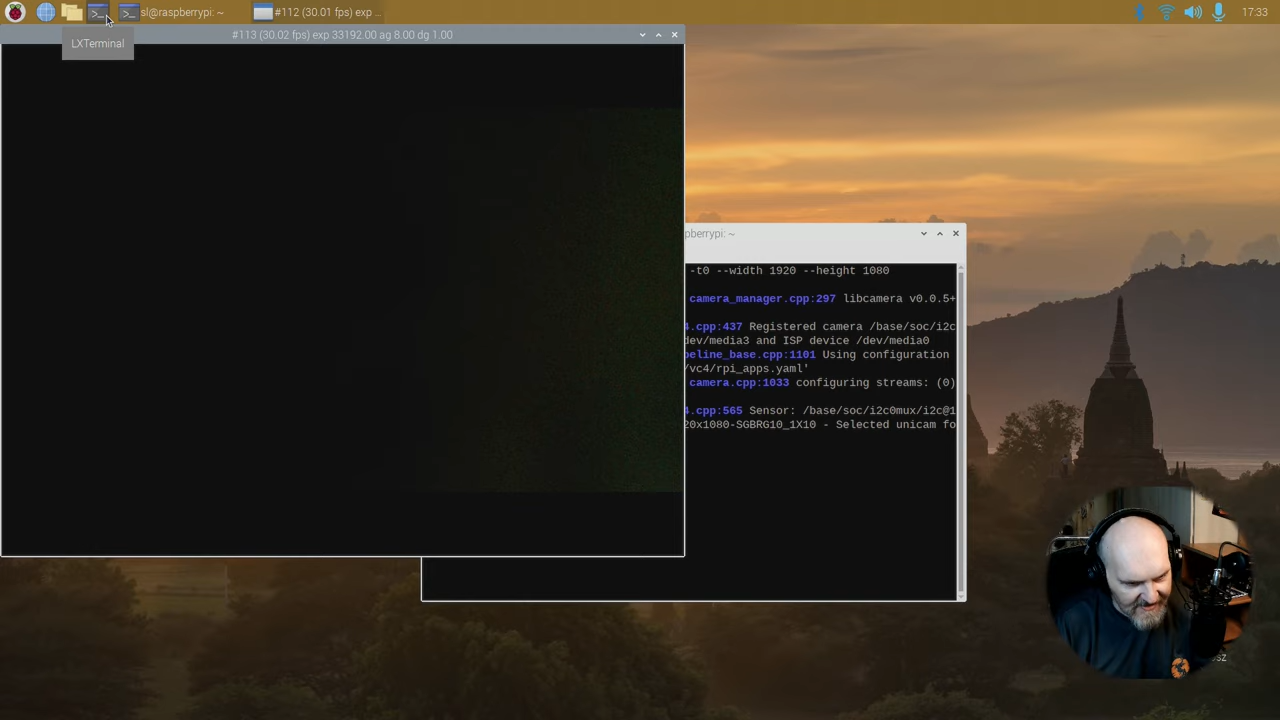 sl@raspberrypi: ~
#112 (30.01 fps) exp ...
17:33
LXTerminal
#113 (30.02 fps) exp 33192.00 ag 8.00 dg 1.00
pberrypi: ~
-t0 --width 1920 --height 1080
camera_manager.cpp:297 libcamera v0.0.5+
4.cpp:437 Registered camera /base/soc/i2c
dev/media3 and ISP device /dev/media0
peline_base.cpp:1101 Using configuration
/vc4/rpi_apps.yaml'
camera.cpp:1033 configuring streams: (0)
4.cpp:565 Sensor: /base/soc/i2c0mux/i2c@1
20x1080-SGBRG10_1X10 - Selected unicam fo